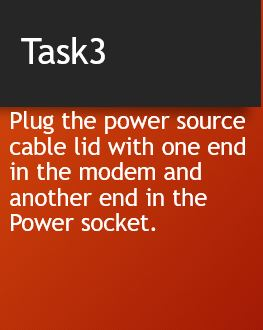 Task3
Plug the power source
cable lid with one end
in the modem and
another end in the
Power socket.